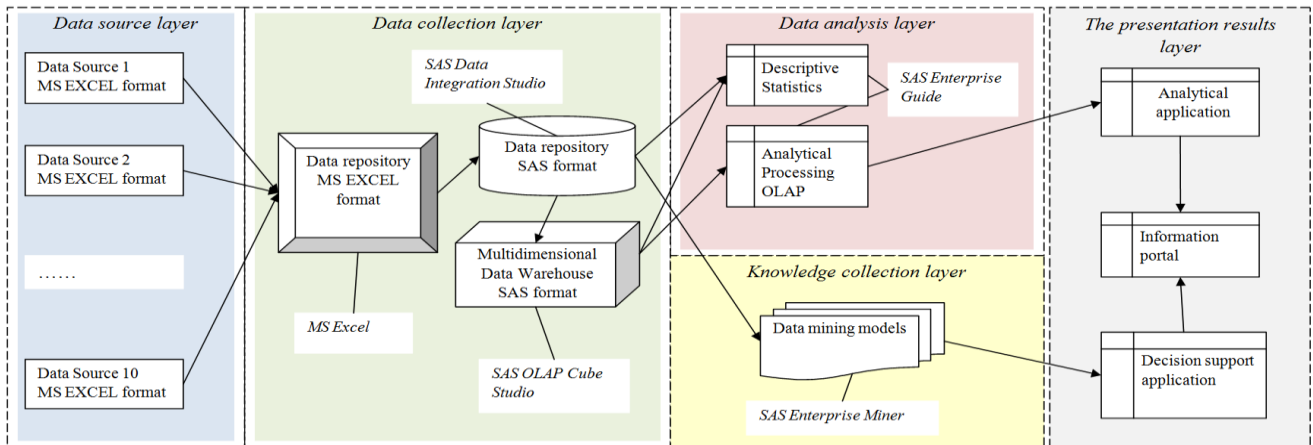 Data source layer
Data Source 1
MS EXCEL format
Data Source 2
MS EXCEL format
......
Data Source 10
MS EXCEL format
Data collection layer
SAS Data
Integration Studio
Data repository
MS EXCEL
format
Data repository
SAS format
Multidimensional
Data Warehouse
SAS format
MS Excel
SAS OLAP Cube
Studio
Data analysis layer
Descriptive
Statistics
SAS Enterprise
Guide
Analytical
Processing
OLAP
Knowledge collection layer
Data mining models
SAS Enterprise Miner
The presentation results
layer
Analytical
application
Information
portal
Decision support
application